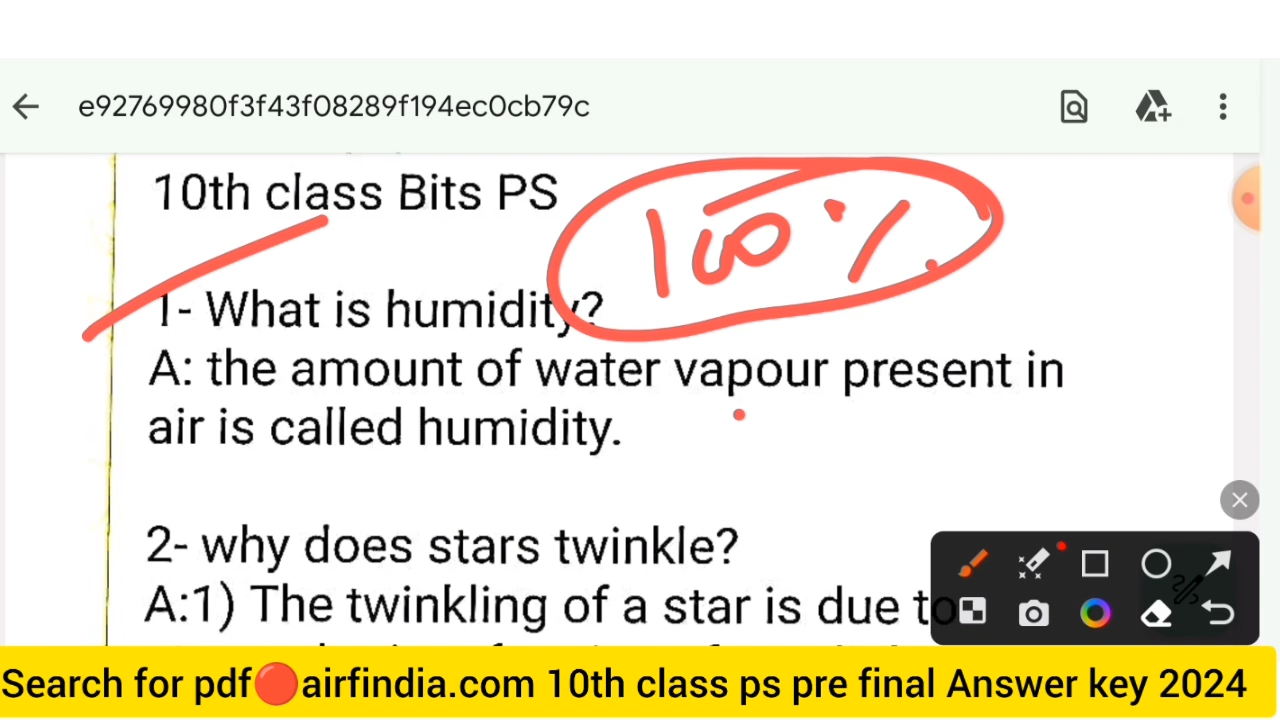 e92769980f3f43f08289f194ec0cb79c
10th class Bits PS
100%
1- What is humidity?
A: the amount of water vapour present in
air is called humidity.
2- why does stars twinkle?
A:1) The twinkling of a star is due to
Search for pdf🔴airfindia.com 10th class ps pre final Answer key 2024